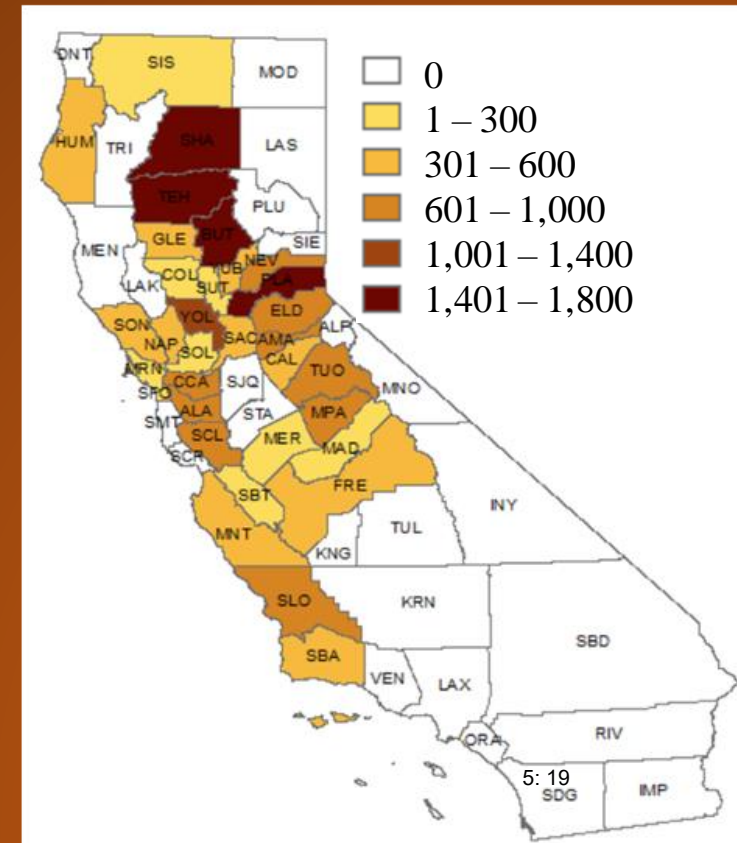 DNT
SIS
MOD
0
1 – 300
301 – 600
601 – 1,000
1,001 – 1,400
1,401 – 1,800
HUM
TRI
SHA
LAS
TEH
PLU
MEN
GLE
BUT
SIE
LAK
COL
YUB
NEV
SUT
PLA
SON
NAP
YOL
SAC
ELD
ALP
AMA
MRN
SOL
CAL
SFO
CCA
SJQ
TUO
MNO
SMT
ALA
STA
MPA
SCL
SCR
MER
MAD
SBT
FRE
INY
MNT
TUL
KNG
SLO
KRN
SBD
SBA
VEN
LAX
ORA
RIV
5: 19
SDG
IMP